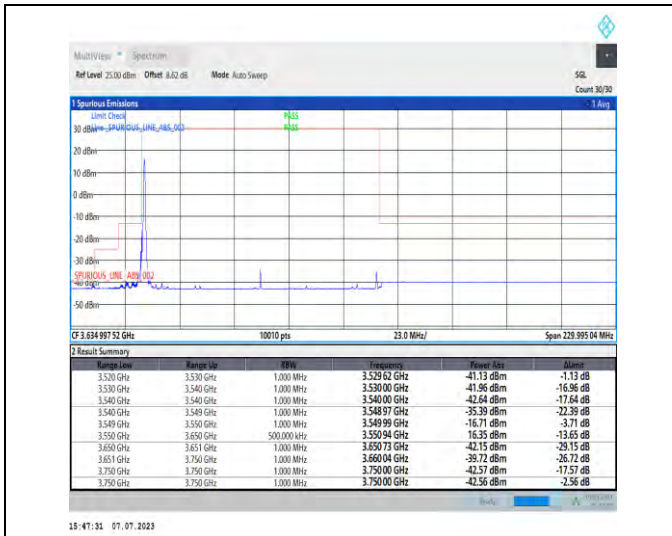 MultiView Spectrum
Ref Level 25.00 dBm Offset 8.62 dB Mode Auto Sweep SGL
Count 30/30
1 Spurious Emissions 1 Avg
Limit Check PASS
30 dBm Line _SPURIOUS_LINE_ABS_002 PASS
20 dBm
10 dBm
0 dBm
-10 dBm
-20 dBm
-30 dBm
SPURIOUS_LINE_ABS_002
-40 dBm
-50 dBm
CF 3.634 997 52 GHz 10010 pts 23.0 MHz/ Span 229.995 04 MHz
2 Result Summary
Range Low Range Up RBW Frequency Power Abs ΔLimit
3.520 GHz 3.530 GHz 1.000 MHz 3.529 62 GHz -41.13 dBm -1.13 dB
3.530 GHz 3.540 GHz 1.000 MHz 3.530 00 GHz -41.96 dBm -16.96 dB
3.540 GHz 3.540 GHz 1.000 MHz 3.540 00 GHz -42.64 dBm -17.64 dB
3.540 GHz 3.549 GHz 1.000 MHz 3.548 97 GHz -35.39 dBm -22.39 dB
3.549 GHz 3.550 GHz 1.000 MHz 3.549 99 GHz -16.71 dBm -3.71 dB
3.550 GHz 3.650 GHz 500.000 kHz 3.550 94 GHz 16.35 dBm -13.65 dB
3.650 GHz 3.651 GHz 1.000 MHz 3.650 73 GHz -42.15 dBm -29.15 dB
3.651 GHz 3.750 GHz 1.000 MHz 3.660 04 GHz -39.72 dBm -26.72 dB
3.750 GHz 3.750 GHz 1.000 MHz 3.750 00 GHz -42.57 dBm -17.57 dB
3.750 GHz 3.750 GHz 1.000 MHz 3.750 00 GHz -42.56 dBm -2.56 dB
15:47:31 07.07.2023